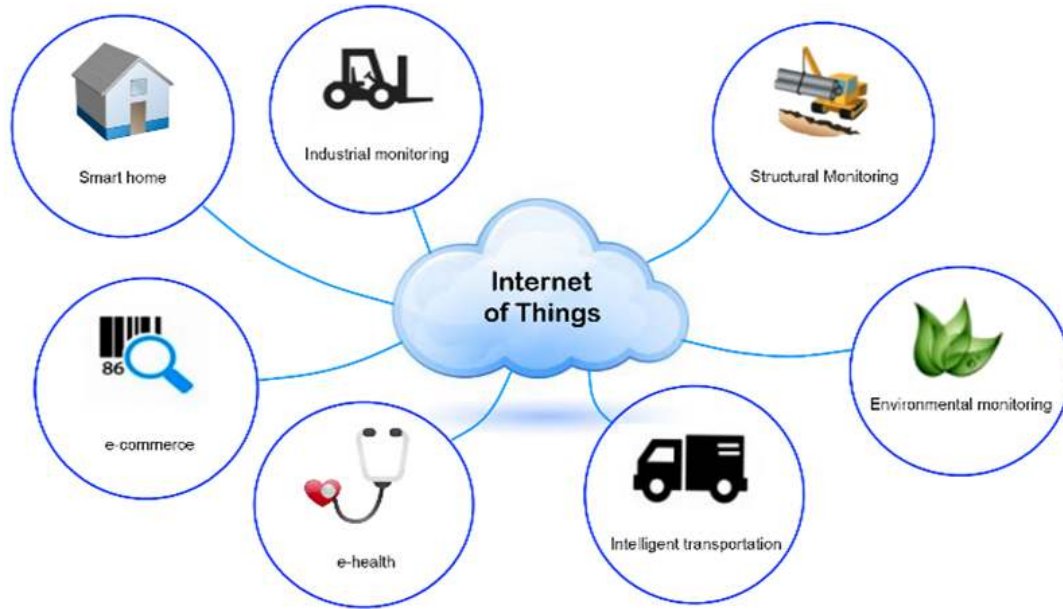 Smart home
Industrial monitoring
Structural Monitoring
Internet
of Things
86
e-commerce
e-health
Intelligent transportation
Environmental monitoring